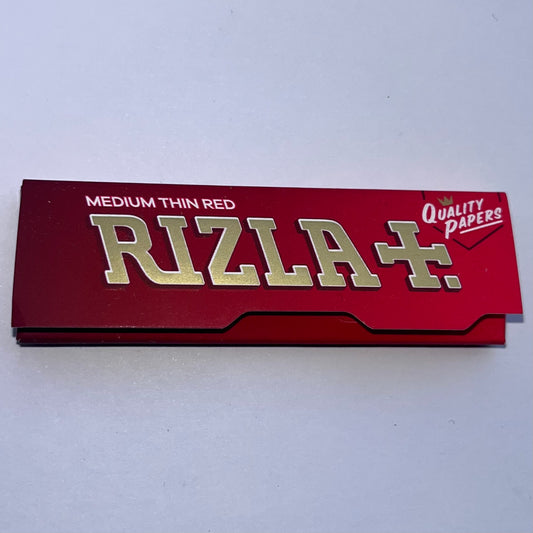 MEDIUM THIN RED
RIZLA+.
QUALITY
PAPERS